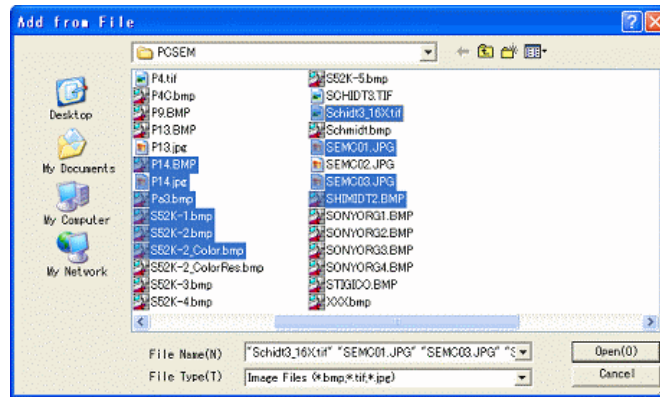 Add from File
PCSEM
Desktop
My Documents
My Computer
My Network
P4.tif
P4C.bmp
P9.BMP
P13.BMP
P13.jpg
P14.BMP
P14.jpg
Pa3.bmp
S52K-1.bmp
S52K-2.bmp
S52K-2_Color.bmp
S52K-2_ColorRes.bmp
S52K-3.bmp
S52K-4.bmp
S52K-5.bmp
SCHIDT3.TIF
Schidt3_16X.tif
Schmidt.bmp
SEMC01.JPG
SEMC02.JPG
SEMC03.JPG
SHIMIDT2.BMP
SONYORG1.BMP
SONYORG2.BMP
SONYORG3.BMP
SONYORG4.BMP
STIGICO.BMP
XXX.bmp
File Name(N) "Schidt3_16X.tif" "SEMC01.JPG" "SEMC03.JPG" "S
Open(O)
File Type(T) Image Files (*.bmp,*.tif,*.jpg)
Cancel